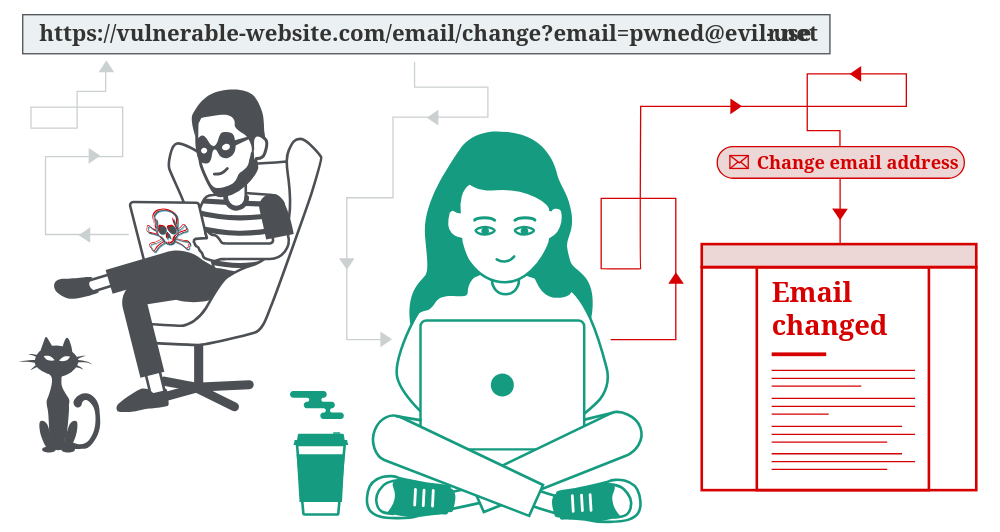 https://vulnerable-website.com/email/change?email=pwned@evil-user.net
Change email address
Email
changed